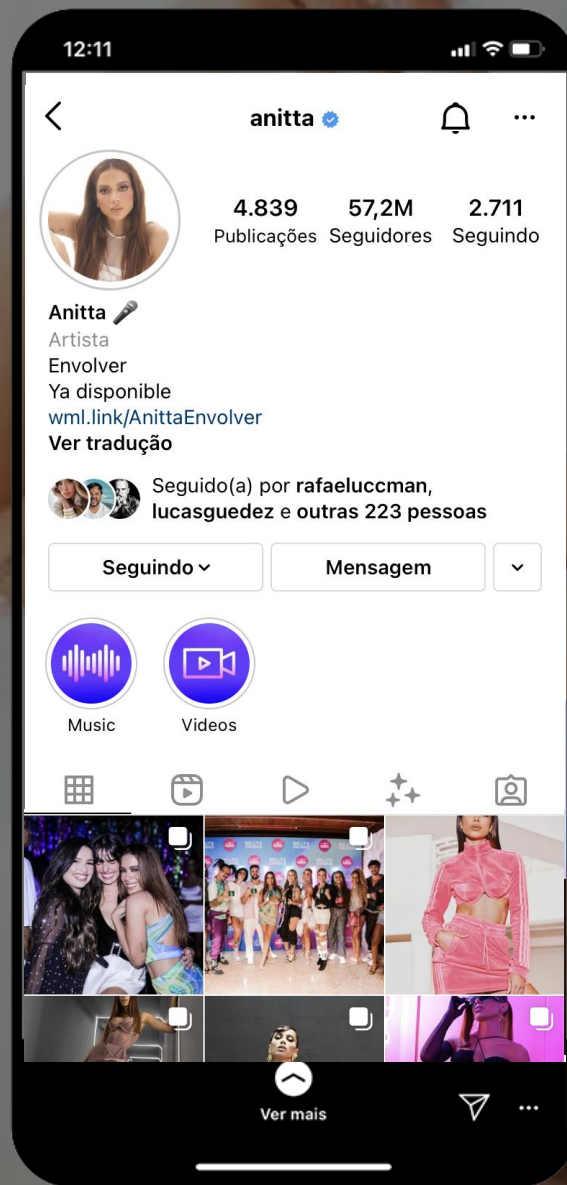 12:11
anitta
4.839 57,2M 2.711
Publicações Seguidores Seguindo
Anitta
Artista
Envolver
Ya disponible
wml.link/AnittaEnvolver
Ver tradução
Seguido(a) por rafaeluccman,
lucasguedez e outras 223 pessoas
Seguindo Mensagem
Music Videos
Ver mais